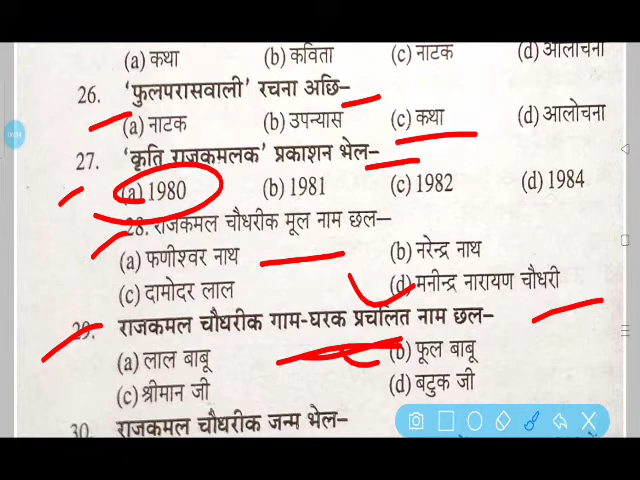 (a) कथा (b) कविता (c) नाटक (d) आलोचना
26. 'फुलपरासवाली' रचना अछि–
(a) नाटक (b) उपन्यास (c) कथा (d) आलोचना
27. 'कृति राजकमलक' प्रकाशन भेल–
(a) 1980 (b) 1981 (c) 1982 (d) 1984
28. राजकमल चौधरीक मूल नाम छल–
(a) फणीश्वर नाथ (b) नरेन्द्र नाथ
(c) दामोदर लाल (d) मनीन्द्र नारायण चौधरी
29. राजकमल चौधरीक गाम-घरक प्रचलित नाम छल–
(a) लाल बाबू (b) फूल बाबू
(c) श्रीमान जी (d) बटुक जी
30. राजकमल चौधरीक जन्म भेल–